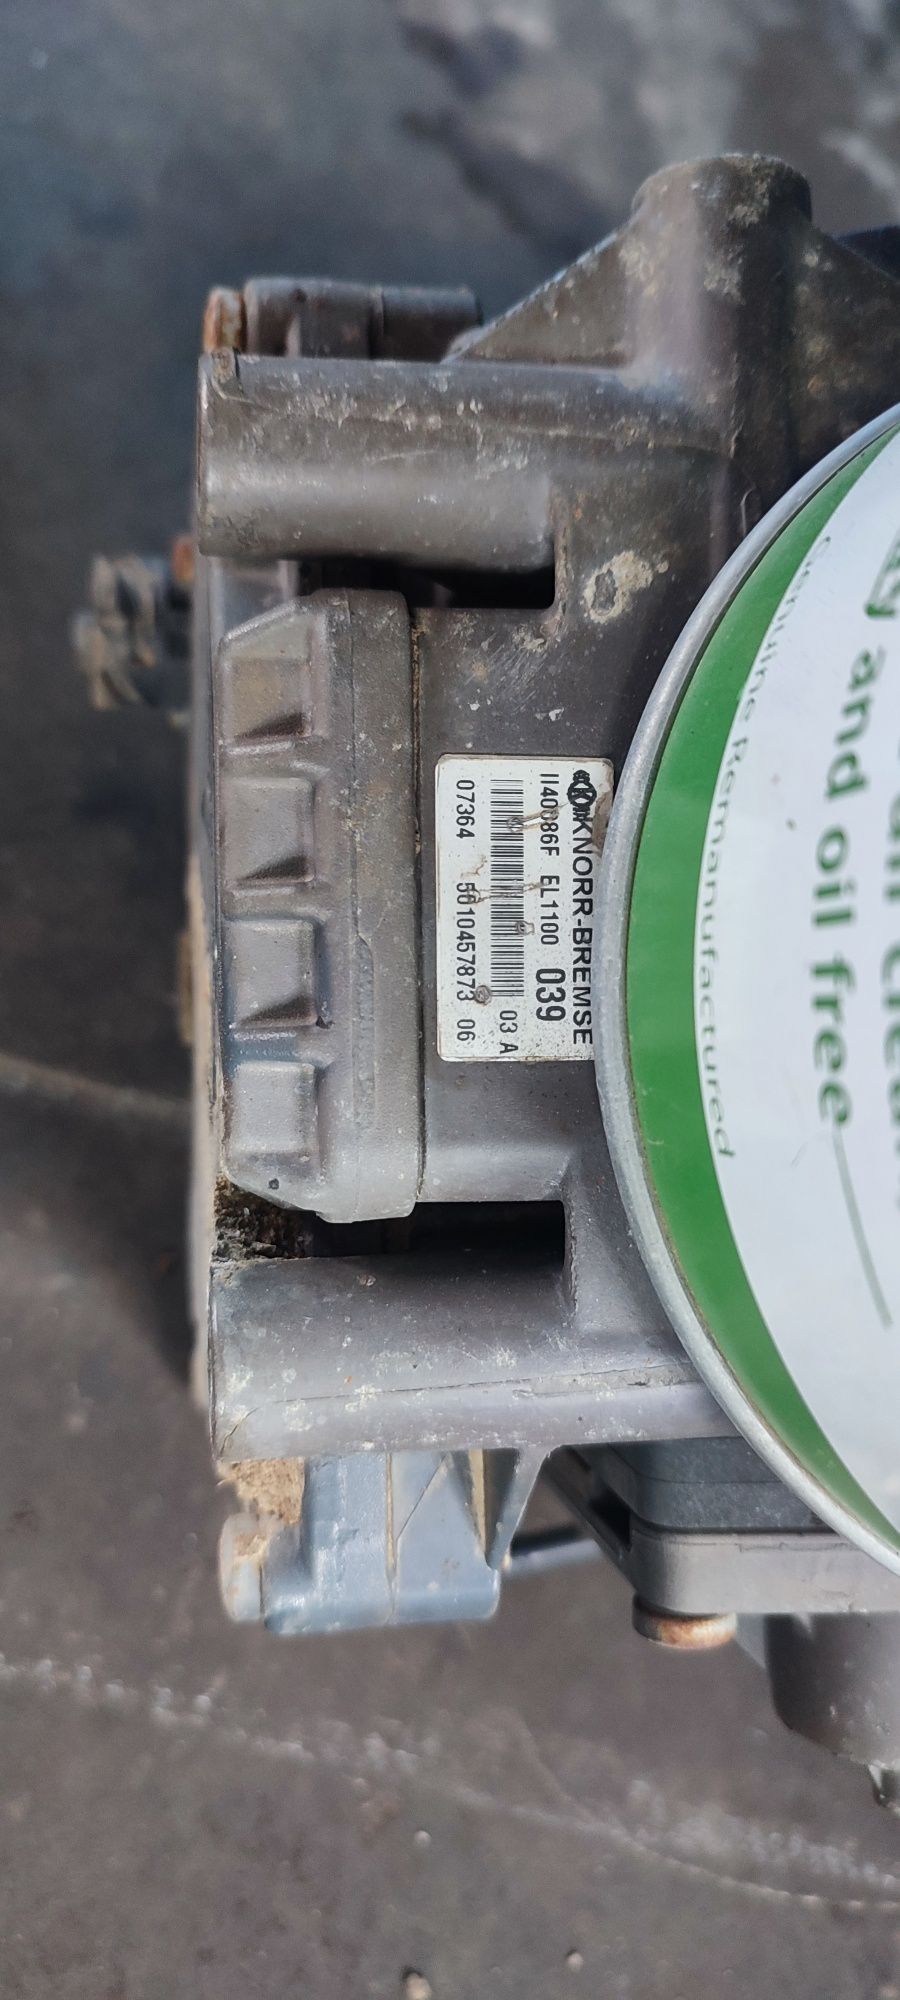 KNORR-BREMSE
II40086F EL1100 039
03 A
07364 5010457873 06
and
oil free
Genuine Remanufactured